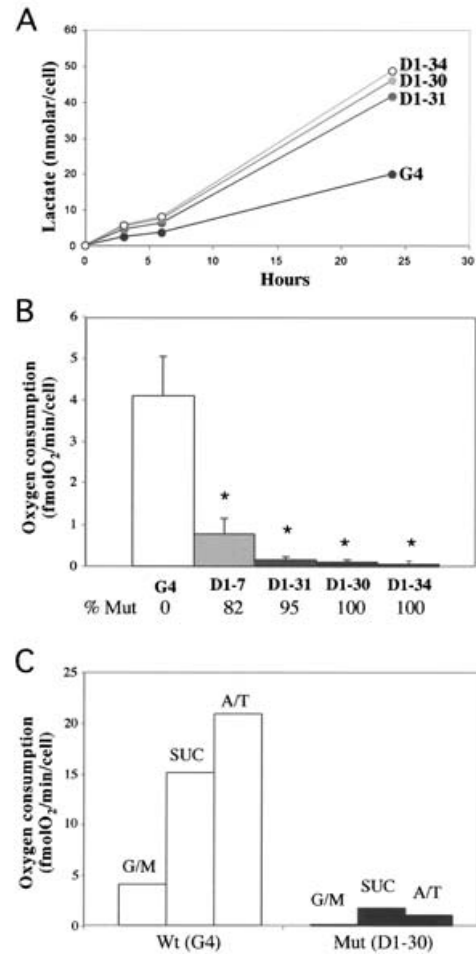 A
Lactate (nmolar/cell)
60
50
40
30
20
10
0
0 5 10 15 20 25 30
Hours
D1-34
D1-30
D1-31
G4
B
Oxygen consumption
(fmolO₂/min/cell)
6
5
4
3
2
1
0
* * * *
G4 D1-7 D1-31 D1-30 D1-34
% Mut 0 82 95 100 100
C
Oxygen consumption
(fmolO₂/min/cell)
25
20
15
10
5
0
G/M SUC A/T
G/M SUC A/T
Wt (G4) Mut (D1-30)